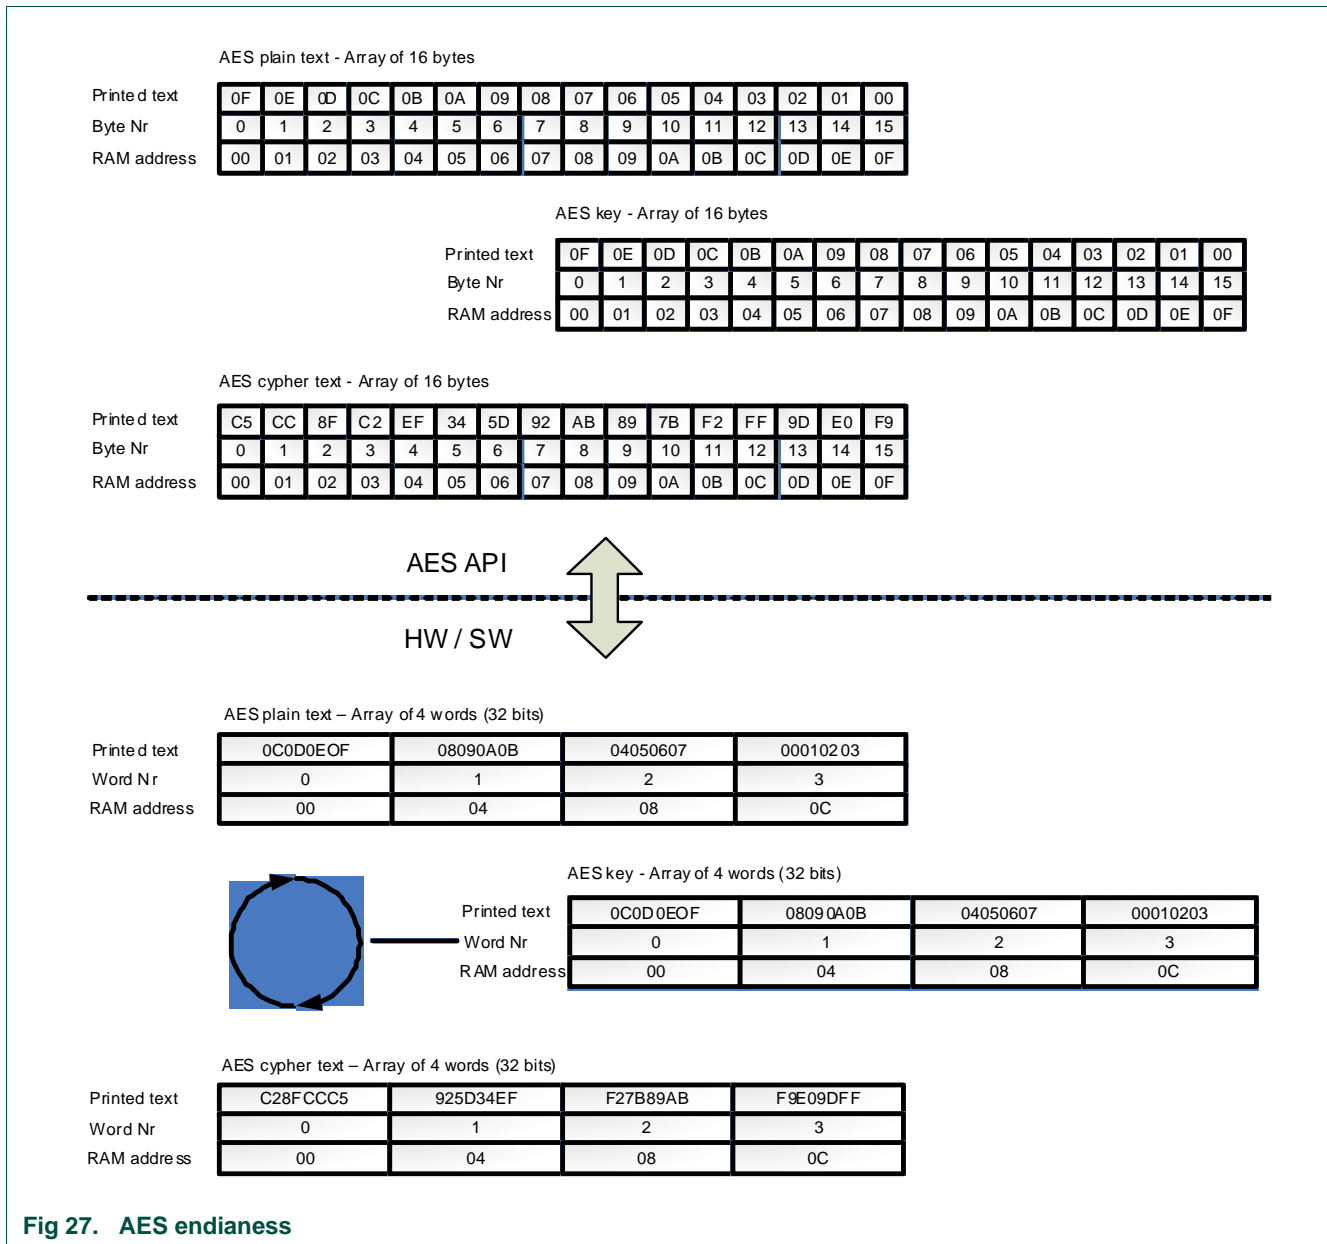 AES plain text - Array of 16 bytes
Printed text 0F 0E 0D 0C 0B 0A 09 08 07 06 05 04 03 02 01 00
Byte Nr 0 1 2 3 4 5 6 7 8 9 10 11 12 13 14 15
RAM address 00 01 02 03 04 05 06 07 08 09 0A 0B 0C 0D 0E 0F
AES key - Array of 16 bytes
Printed text 0F 0E 0D 0C 0B 0A 09 08 07 06 05 04 03 02 01 00
Byte Nr 0 1 2 3 4 5 6 7 8 9 10 11 12 13 14 15
RAM address 00 01 02 03 04 05 06 07 08 09 0A 0B 0C 0D 0E 0F
AES cypher text - Array of 16 bytes
Printed text C5 CC 8F C2 EF 34 5D 92 AB 89 7B F2 FF 9D E0 F9
Byte Nr 0 1 2 3 4 5 6 7 8 9 10 11 12 13 14 15
RAM address 00 01 02 03 04 05 06 07 08 09 0A 0B 0C 0D 0E 0F
AES API
HW / SW
AES plain text – Array of 4 words (32 bits)
Printed text 0C0D0EOF 08090A0B 04050607 00010203
Word Nr 0 1 2 3
RAM address 00 04 08 0C
AES key - Array of 4 words (32 bits)
Printed text 0C0D0EOF 08090A0B 04050607 00010203
Word Nr 0 1 2 3
RAM address 00 04 08 0C
AES cypher text – Array of 4 words (32 bits)
Printed text C28FCCC5 925D34EF F27B89AB F9E09DFF
Word Nr 0 1 2 3
RAM address 00 04 08 0C
Fig 27. AES endianess